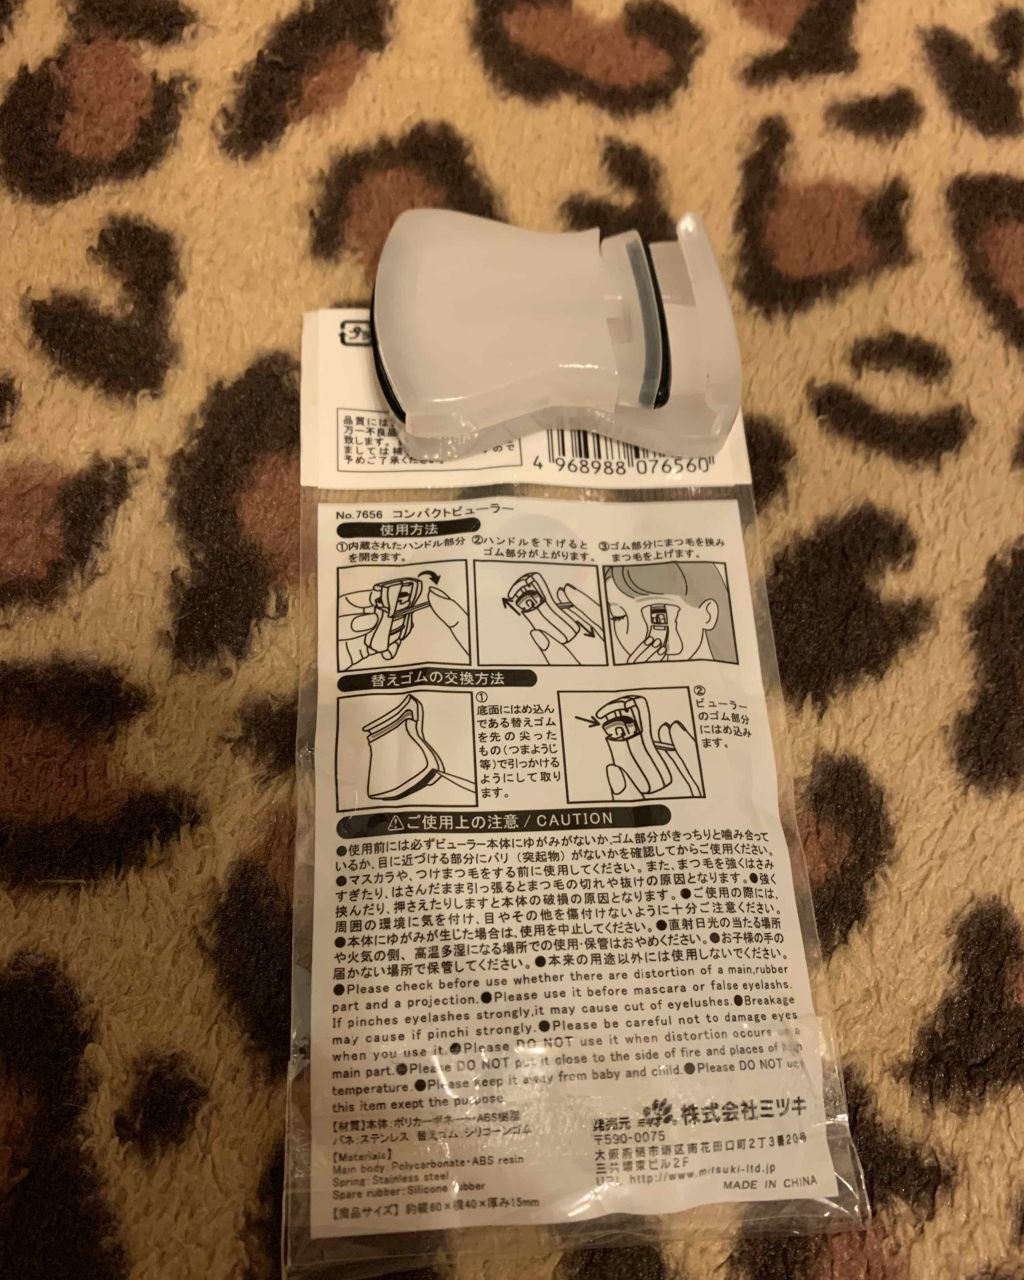 品質には
万一不良品
致します。
ましては補 ので
予めご了承ください。
4 968988 076560
No.7656 コンパクトビューラー
使用方法
①内蔵されたハンドル部分
を開きます。
②ハンドルを下げると
ゴム部分が上がります。
③ゴム部分にまつ毛を挟み
まつ毛を上げます。
替えゴムの交換方法
①
底面にはめ込ん
である替えゴム
を先の尖った
もの(つまようじ
等)で引っかける
ようにして取り
ます。
②
ビューラー
のゴム部分
にはめ込み
ます。
⚠ご使用上の注意 / CAUTION
●使用前には必ずビューラー本体にゆがみがないか、ゴム部分がきっちりと噛み合って
いるか、目に近づける部分にバリ(突起物)がないかを確認してからご使用ください。
●マスカラや、つけまつ毛をする前に使用してください。また、まつ毛を強くはさみ
すぎたり、はさんだまま引っ張るとまつ毛の切れや抜けの原因となります。●強く
挟んだり、押さえたりしますと本体の破損の原因となります。●ご使用の際には、
周囲の環境に気を付け、目やその他を傷付けないように十分ご注意ください。
●本体にゆがみが生じた場合は、使用を中止してください。●直射日光の当たる場所
や火気の側、高温多湿になる場所での使用・保管はおやめください。●お子様の手の
届かない場所で保管してください。●本来の用途以外には使用しないでください。
●Please check before use whether there are distortion of a main,rubber
part and a projection.●Please use it before mascara or false eyelashs.
If pinches eyelashes strongly,it may cause cut of eyelushes.●Breakage
may cause if pinchi strongly.●Please be careful not to damage eyes
when you use it.●Please DO NOT use it when distortion occure
main part.●Please DO NOT put it close to the side of fire and places of high
temperature.●Please keep it away from baby and child.●Please DO NOT use
this item exept the purpose.
【材質】本体:ポリカーボネート・ABS樹脂
バネ:ステンレス 替えゴム:シリコーンゴム
【Materials】
Main body:Polycarbonate・ABS resin
Spring:Stainless steel
Spare rubber:Silicone rubber
【商品サイズ】約縦60×横40×厚み15mm
発売元 株式会社ミツキ
〒590-0075
大阪府堺市堺区南花田口町2丁3番20号
三共堺東ビル2F
URL http://www.mitsuki-ltd.jp
MADE IN CHINA